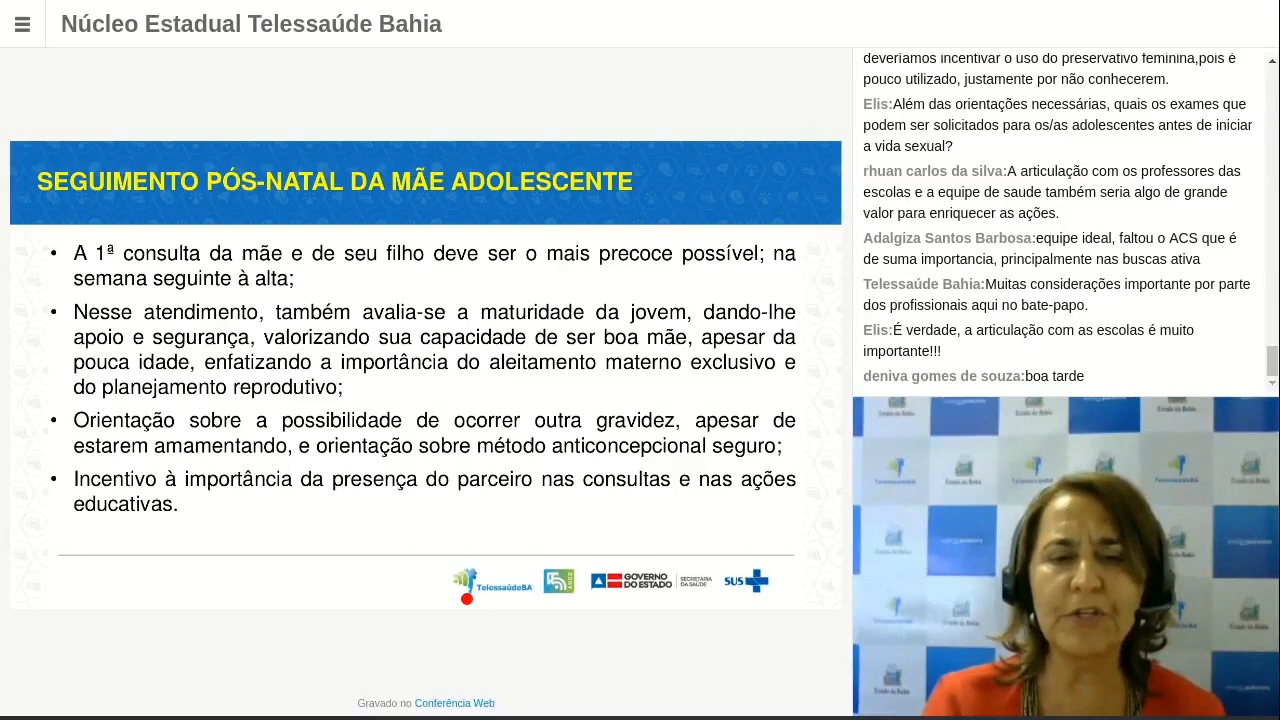 Núcleo Estadual Telessaúde Bahia
SEGUIMENTO PÓS-NATAL DA MÃE ADOLESCENTE
• A 1ª consulta da mãe e de seu filho deve ser o mais precoce possível; na
semana seguinte à alta;
• Nesse atendimento, também avalia-se a maturidade da jovem, dando-lhe
apoio e segurança, valorizando sua capacidade de ser boa mãe, apesar da
pouca idade, enfatizando a importância do aleitamento materno exclusivo e
do planejamento reprodutivo;
• Orientação sobre a possibilidade de ocorrer outra gravidez, apesar de
estarem amamentando, e orientação sobre método anticoncepcional seguro;
• Incentivo à importância da presença do parceiro nas consultas e nas ações
educativas.
TelessaúdeBA
ANOS
GOVERNO
DO ESTADO
SECRETARIA
DA SAÚDE
SUS
Gravado no Conferência Web
deveríamos incentivar o uso do preservativo feminina,pois é
pouco utilizado, justamente por não conhecerem.
Elis:Além das orientações necessárias, quais os exames que
podem ser solicitados para os/as adolescentes antes de iniciar
a vida sexual?
rhuan carlos da silva:A articulação com os professores das
escolas e a equipe de saude também seria algo de grande
valor para enriquecer as ações.
Adalgiza Santos Barbosa:equipe ideal, faltou o ACS que é
de suma importancia, principalmente nas buscas ativa
Telessaúde Bahia:Muitas considerações importante por parte
dos profissionais aqui no bate-papo.
Elis:É verdade, a articulação com as escolas é muito
importante!!!
deniva gomes de souza:boa tarde